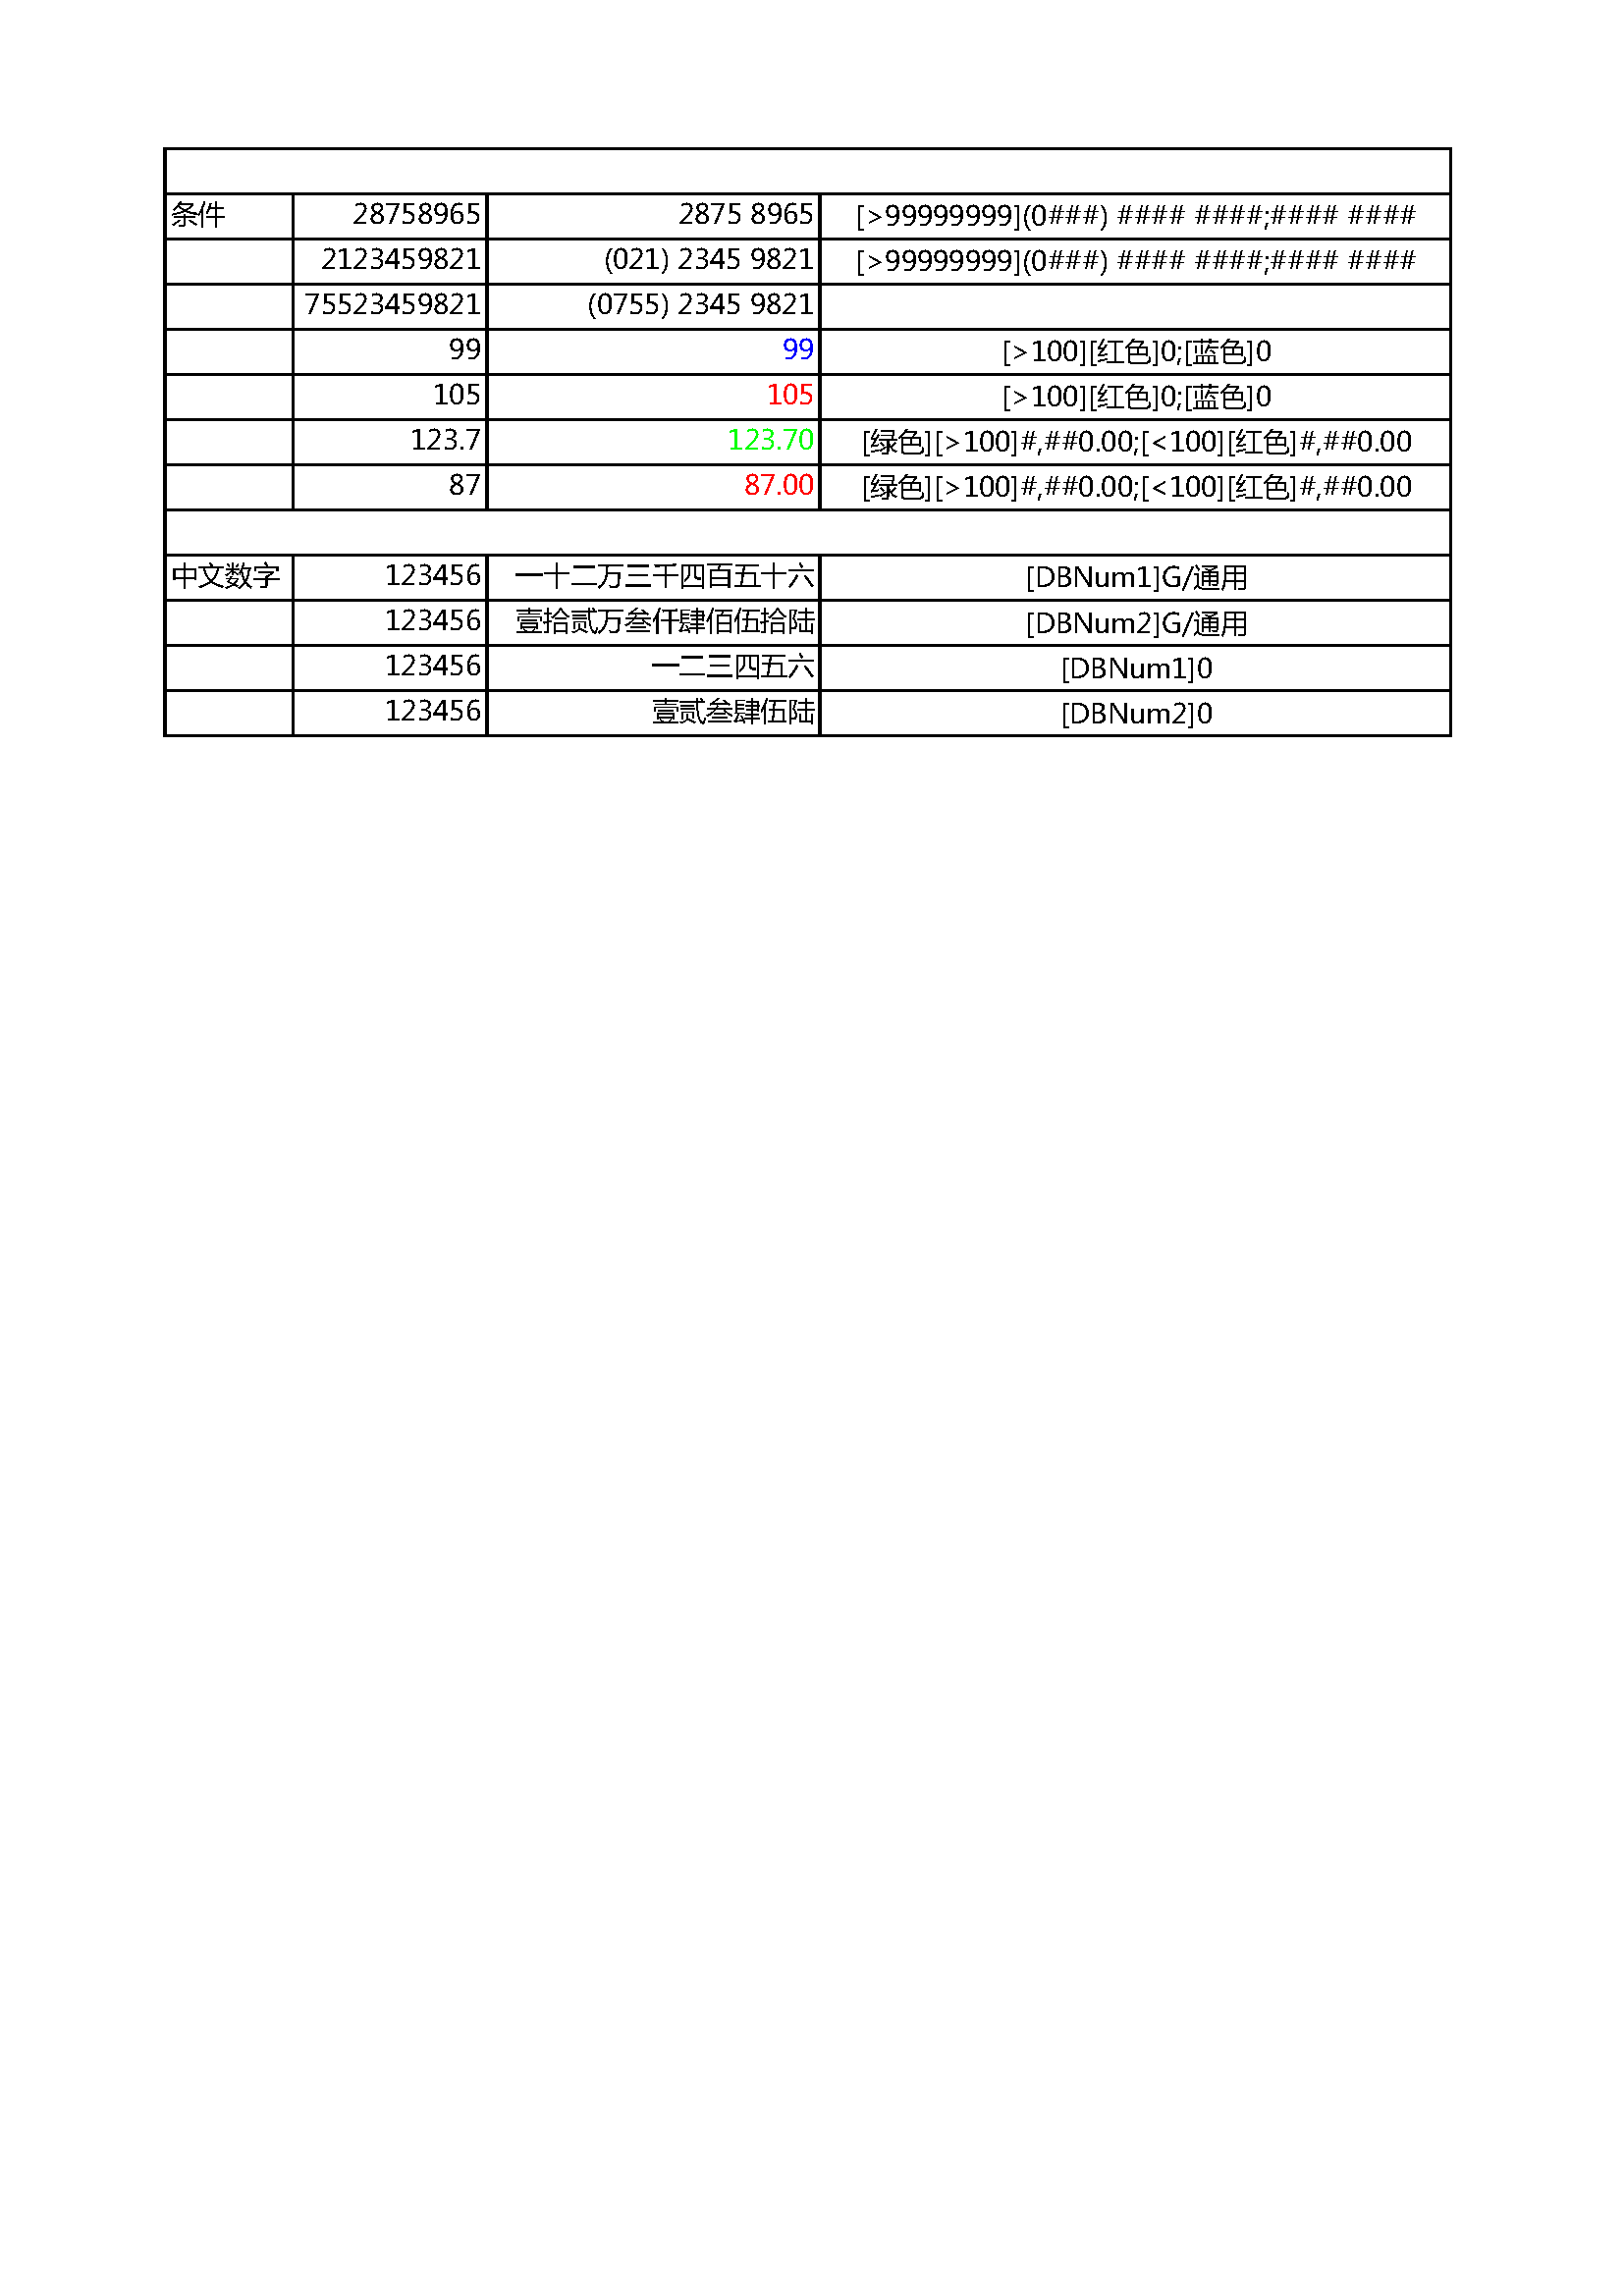 条件 28758965 2875 8965 [>99999999](0###) #### ####;#### ####
2123459821 (021) 2345 9821 [>99999999](0###) #### ####;#### ####
75523459821 (0755) 2345 9821
99 99 [>100][红色]0;[蓝色]0
105 105 [>100][红色]0;[蓝色]0
123.7 123.70 [绿色][>100]#,##0.00;[<100][红色]#,##0.00
87 87.00 [绿色][>100]#,##0.00;[<100][红色]#,##0.00
中文数字 123456 一十二万三千四百五十六 [DBNum1]G/通用
123456 壹拾贰万叁仟肆佰伍拾陆 [DBNum2]G/通用
123456 一二三四五六 [DBNum1]0
123456 壹贰叁肆伍陆 [DBNum2]0